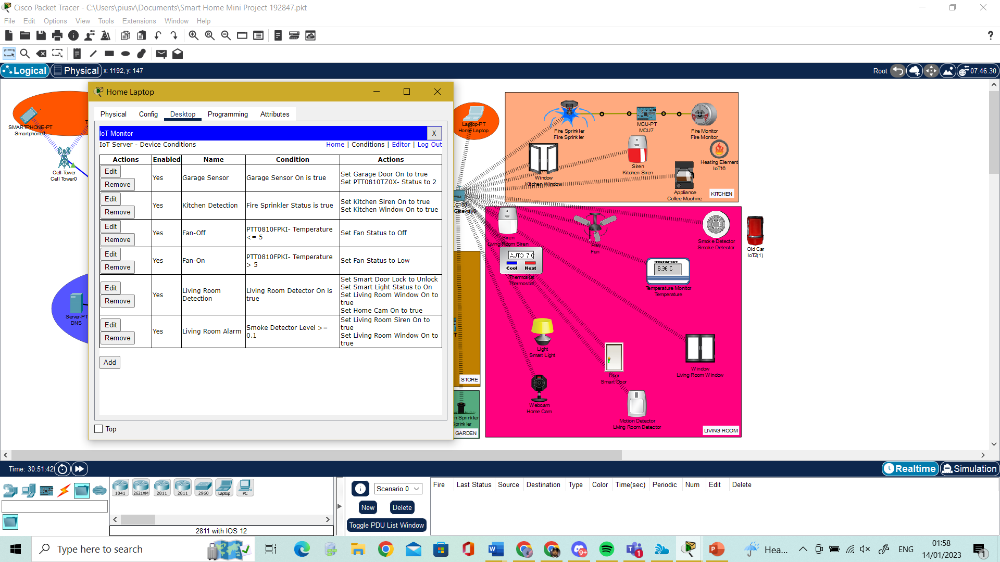 Cisco Packet Tracer - C:\Users\piusv\Documents\Smart Home Mini Project 192847.pkt
File Edit Options View Tools Extensions Window Help
?
Logical Physical x: 1192, y: 147 Root 07:46:30
SMARTPHONE-PT
Smartphone0
Cell-Tower
Cell Tower0
Server-PT
DNS
Home Laptop
Physical Config Desktop Programming Attributes
IoT Monitor X
IoT Server - Device Conditions Home | Conditions | Editor | Log Out
Actions Enabled Name Condition Actions
Edit Remove Yes Garage Sensor Garage Sensor On is true Set Garage Door On to true
Set PTT0810TZ0X- Status to 2
Edit Remove Yes Kitchen Detection Fire Sprinkler Status is true Set Kitchen Siren On to true
Set Kitchen Window On to true
Edit Remove Yes Fan-Off PTT0810FPKI- Temperature <= 5 Set Fan Status to Off
Edit Remove Yes Fan-On PTT0810FPKI- Temperature > 5 Set Fan Status to Low
Edit Remove Yes Living Room Detection Living Room Detector On is true Set Smart Door Lock to Unlock
Set Smart Light Status to On
Set Living Room Window On to true
Set Home Cam On to true
Edit Remove Yes Living Room Alarm Smoke Detector Level >= 0.1 Set Living Room Siren On to true
Set Living Room Window On to true
Add
Top
Laptop-PT
Home Laptop
Gateway0
STORE
n Sprinkler
Sprinkler
GARDEN
Fire Sprinkler
Fire Sprinkler
MCU-PT
MCU7
Fire Monitor
Fire Monitor
Window
Kitchen Window
Siren
Kitchen Siren
Heating Element
IoT16
Appliance
Coffee Machine
KITCHEN
Siren
Living Room Siren
Fan
Fan
Smoke Detector
Smoke Detector
Old Car
IoT2(1)
AUTO 7 C
Cool Heat
Thermostat
Thermostat
TEMPERATURE
6.96 C
Temperature Monitor
Temperature
Light
Smart Light
Door
Smart Door
Window
Living Room Window
Webcam
Home Cam
Motion Detector
Living Room Detector
LIVING ROOM
Time: 30:51:42 Realtime Simulation
1841 2621XM 2811 2811 2960 Laptop PC
2811 with IOS 12
Scenario 0
New Delete
Toggle PDU List Window
Fire Last Status Source Destination Type Color Time(sec) Periodic Num Edit Delete
Type here to search
9+
1
Hea...
ENG
01:58
14/01/2023
1